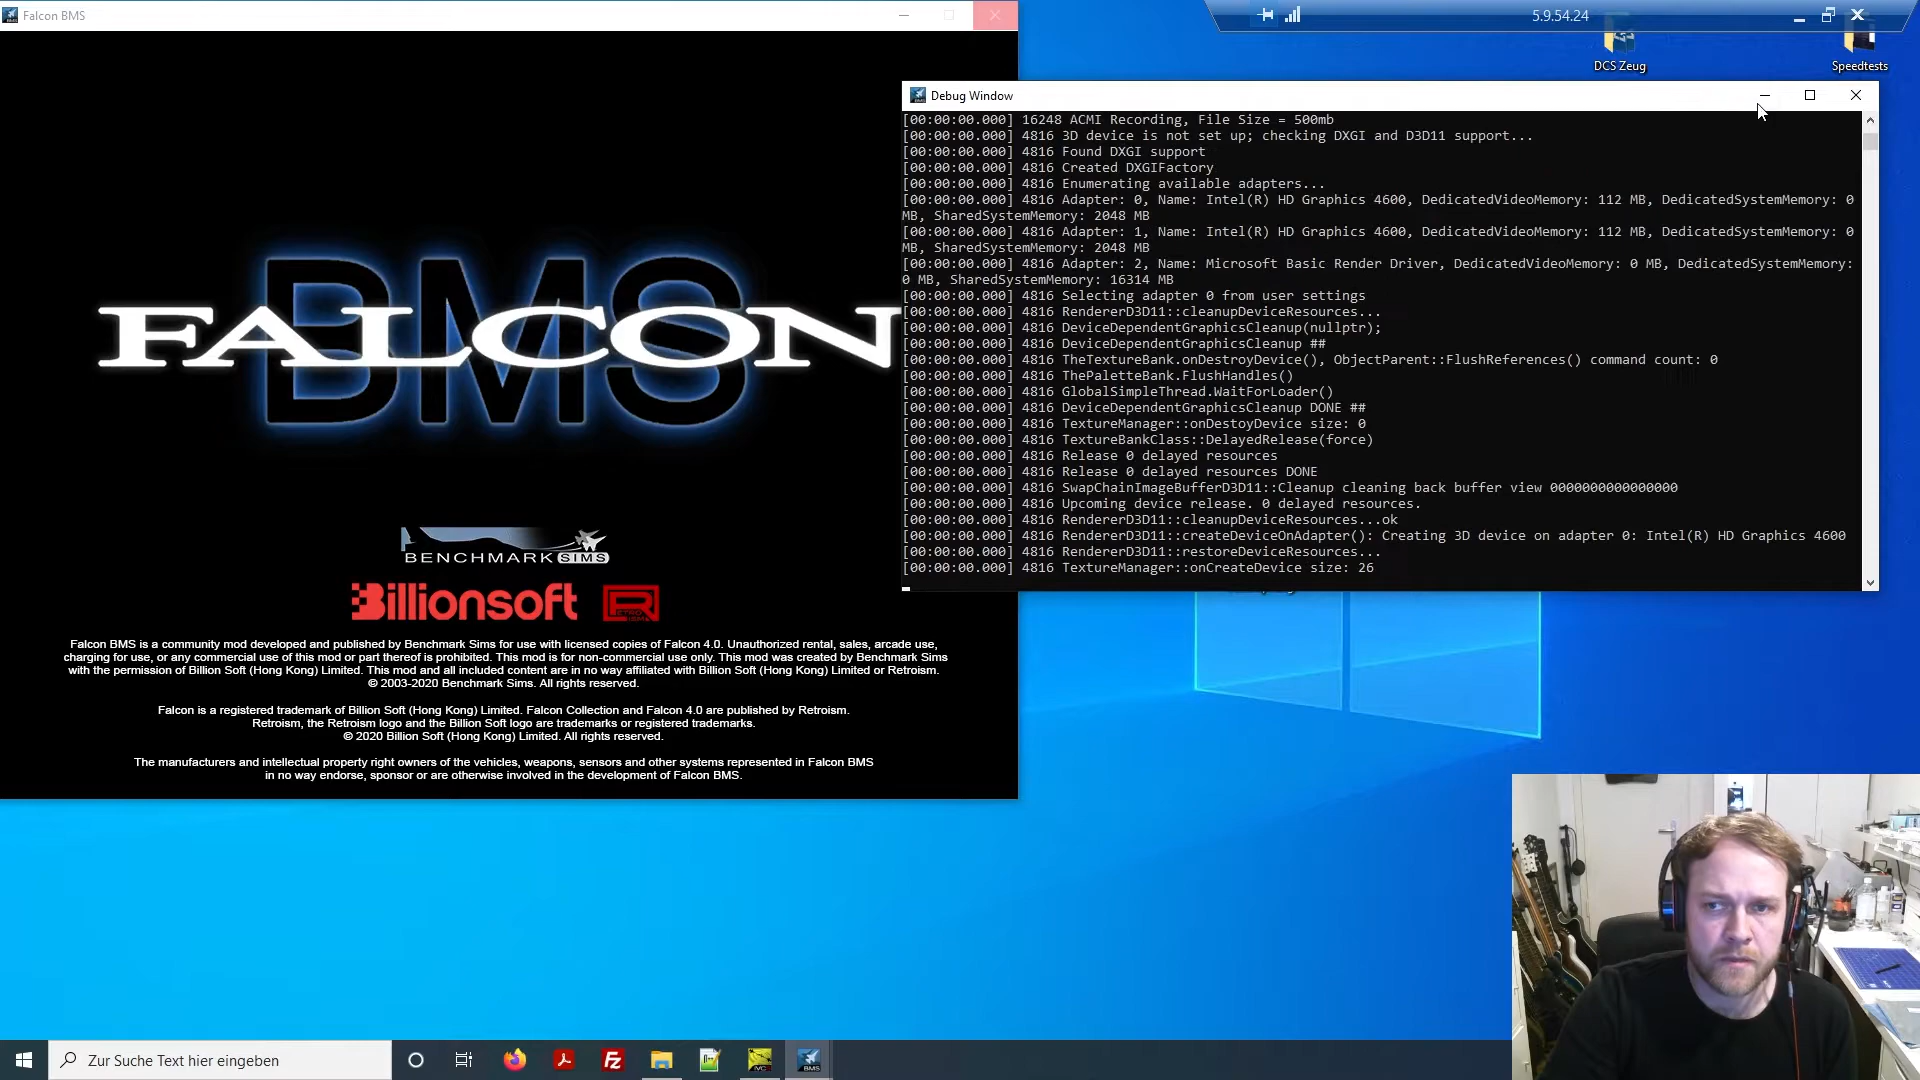 Falcon BMS
5.9.54.24
DCS Zeug
Speedtests
Debug Window
[00:00:00.000] 16248 ACMI Recording, File Size = 500mb
[00:00:00.000] 4816 3D device is not set up; checking DXGI and D3D11 support...
[00:00:00.000] 4816 Found DXGI support
[00:00:00.000] 4816 Created DXGIFactory
[00:00:00.000] 4816 Enumerating available adapters...
[00:00:00.000] 4816 Adapter: 0, Name: Intel(R) HD Graphics 4600, DedicatedVideoMemory: 112 MB, DedicatedSystemMemory: 0
MB, SharedSystemMemory: 2048 MB
[00:00:00.000] 4816 Adapter: 1, Name: Intel(R) HD Graphics 4600, DedicatedVideoMemory: 112 MB, DedicatedSystemMemory: 0
MB, SharedSystemMemory: 2048 MB
[00:00:00.000] 4816 Adapter: 2, Name: Microsoft Basic Render Driver, DedicatedVideoMemory: 0 MB, DedicatedSystemMemory:
0 MB, SharedSystemMemory: 16314 MB
[00:00:00.000] 4816 Selecting adapter 0 from user settings
[00:00:00.000] 4816 RendererD3D11::cleanupDeviceResources...
[00:00:00.000] 4816 DeviceDependentGraphicsCleanup(nullptr);
[00:00:00.000] 4816 DeviceDependentGraphicsCleanup ##
[00:00:00.000] 4816 TheTextureBank.onDestroyDevice(), ObjectParent::FlushReferences() command count: 0
[00:00:00.000] 4816 ThePaletteBank.FlushHandles()
[00:00:00.000] 4816 GlobalSimpleThread.WaitForLoader()
[00:00:00.000] 4816 DeviceDependentGraphicsCleanup DONE ##
[00:00:00.000] 4816 TextureManager::onDestoyDevice size: 0
[00:00:00.000] 4816 TextureBankClass::DelayedRelease(force)
[00:00:00.000] 4816 Release 0 delayed resources
[00:00:00.000] 4816 Release 0 delayed resources DONE
[00:00:00.000] 4816 SwapChainImageBufferD3D11::Cleanup cleaning back buffer view 0000000000000000
[00:00:00.000] 4816 Upcoming device release. 0 delayed resources.
[00:00:00.000] 4816 RendererD3D11::cleanupDeviceResources...ok
[00:00:00.000] 4816 RendererD3D11::createDeviceOnAdapter(): Creating 3D device on adapter 0: Intel(R) HD Graphics 4600
[00:00:00.000] 4816 RendererD3D11::restoreDeviceResources...
[00:00:00.000] 4816 TextureManager::onCreateDevice size: 26
BMS
FALCON
BENCHMARKSIMS
Billionsoft
Falcon BMS is a community mod developed and published by Benchmark Sims for use with licensed copies of Falcon 4.0. Unauthorized rental, sales, arcade use,
charging for use, or any commercial use of this mod or part thereof is prohibited. This mod is for non-commercial use only. This mod was created by Benchmark Sims
with the permission of Billion Soft (Hong Kong) Limited. This mod and all included content are in no way affiliated with Billion Soft (Hong Kong) Limited or Retroism.
© 2003-2020 Benchmark Sims. All rights reserved.
Falcon is a registered trademark of Billion Soft (Hong Kong) Limited. Falcon Collection and Falcon 4.0 are published by Retroism.
Retroism, the Retroism logo and the Billion Soft logo are trademarks or registered trademarks.
© 2020 Billion Soft (Hong Kong) Limited. All rights reserved.
The manufacturers and intellectual property right owners of the vehicles, weapons, sensors and other systems represented in Falcon BMS
in no way endorse, sponsor or are otherwise involved in the development of Falcon BMS.
Zur Suche Text hier eingeben
Fz
IVC
BMS